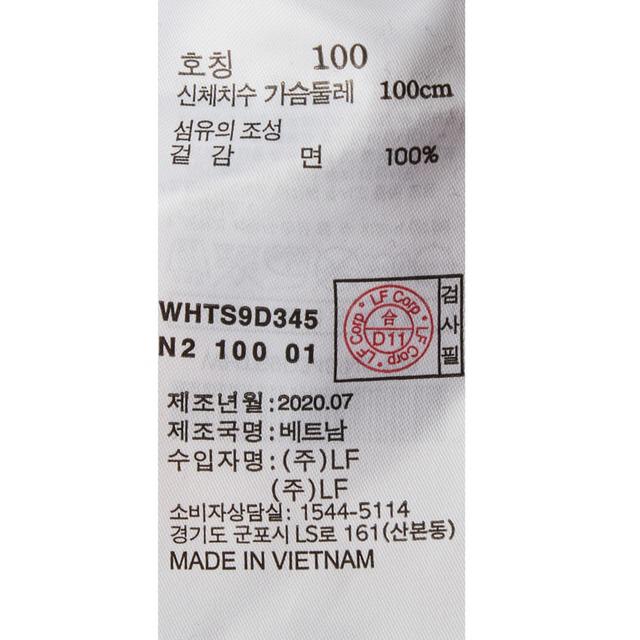 호칭 100
신체치수 가슴둘레 100cm
섬유의 조성
겉 감 면 100%
WHTS9D345
N2 100 01
LF Corp • LF Corp • LF Corp •
合
D11
검사필
제조년월:2020.07
제조국명:베트남
수입자명:(주)LF
(주)LF
소비자상담실: 1544-5114
경기도 군포시 LS로 161(산본동)
MADE IN VIETNAM